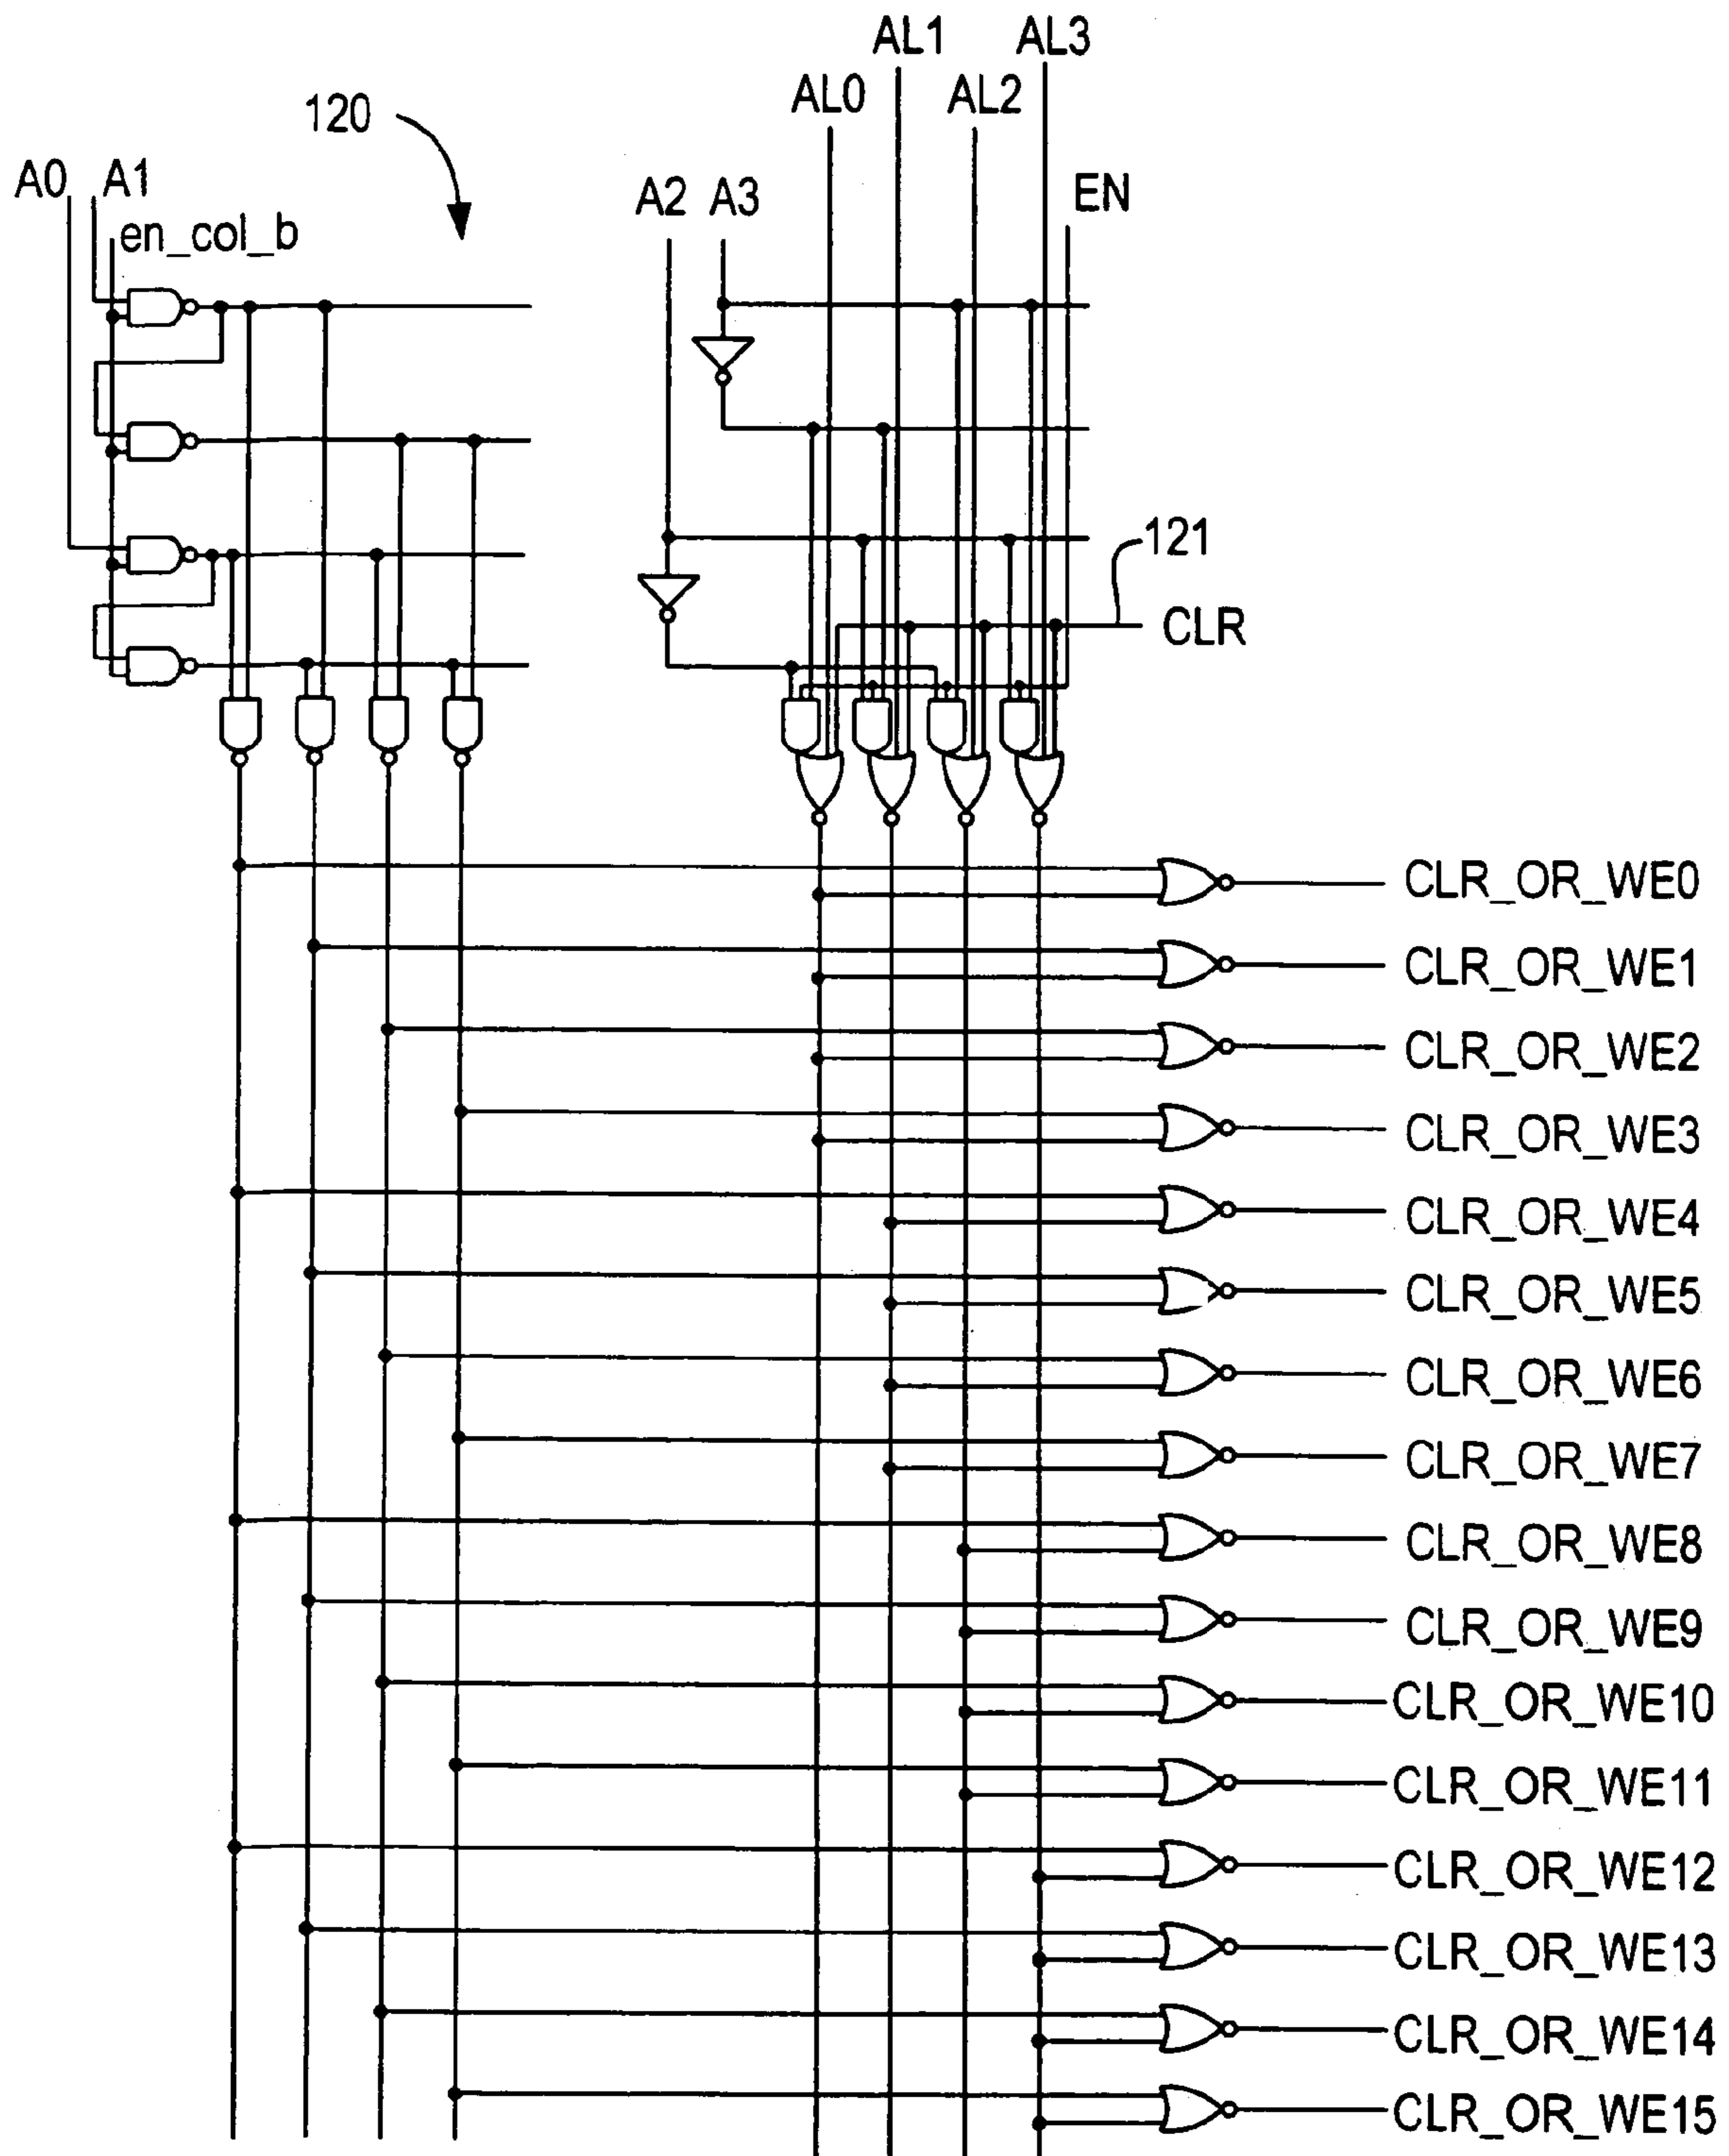 AL1 AL3
AL0 AL2
120
A0 A1
A2 A3
EN
en_col_b
121
CLR
CLR_OR_WE0
CLR_OR_WE1
CLR_OR_WE2
CLR_OR_WE3
CLR_OR_WE4
CLR_OR_WE5
CLR_OR_WE6
CLR_OR_WE7
CLR_OR_WE8
CLR_OR_WE9
CLR_OR_WE10
CLR_OR_WE11
CLR_OR_WE12
CLR_OR_WE13
CLR_OR_WE14
CLR_OR_WE15